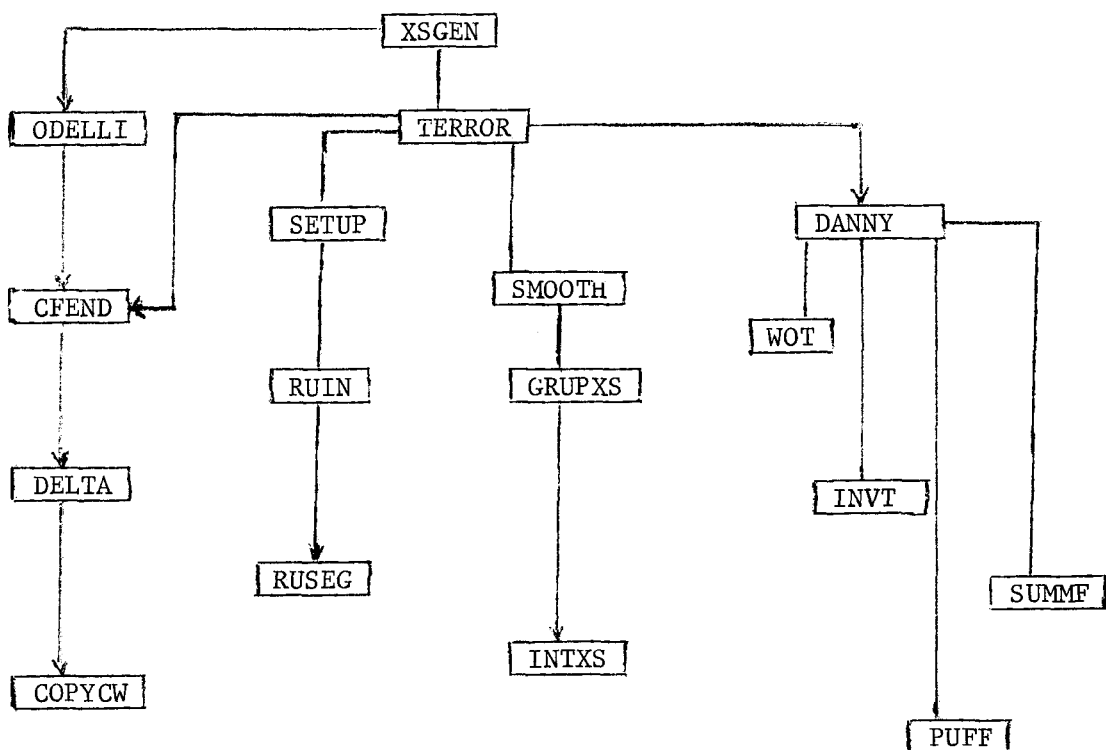 XSGEN
ODELLI
TERROR
SETUP
DANNY
CFEND
SMOOTH
WOT
RUIN
GRUPXS
DELTA
INVT
RUSEG
SUMMF
INTXS
COPYCW
PUFF